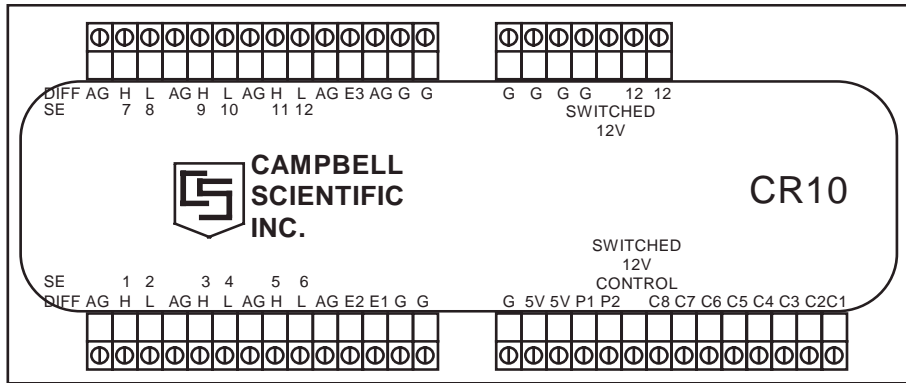 DIFF AG H L AG H L AG H L AG E3 AG G G
SE 7 8 9 10 11 12
G G G G 12 12
SWITCHED
12V
CAMPBELL
SCIENTIFIC
INC.
CR10
SWITCHED
12V
CONTROL
SE 1 2 3 4 5 6
DIFF AG H L AG H L AG H L AG E2 E1 G G
G 5V 5V P1 P2 C8 C7 C6 C5 C4 C3 C2C1